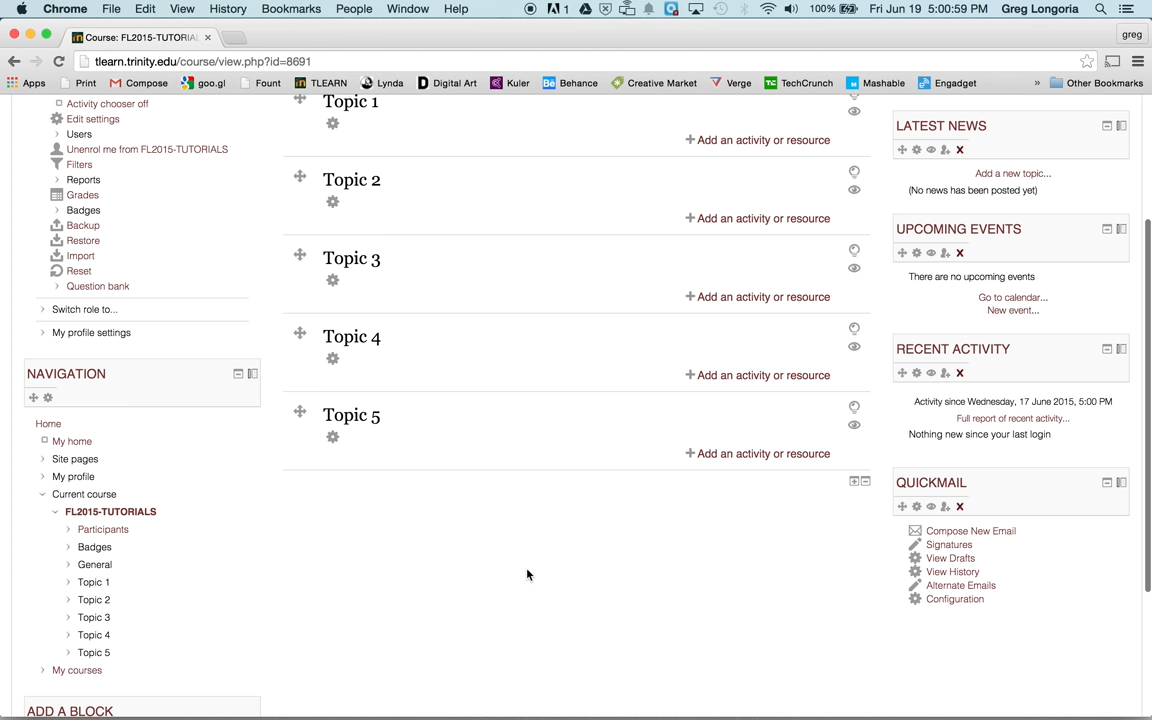 Chrome File Edit View History Bookmarks People Window Help 1 100% Fri Jun 19 5:00:59 PM Greg Longoria
Course: FL2015-TUTORIA × greg
tlearn.trinity.edu/course/view.php?id=8691
Apps Print Compose goo.gl Fount TLEARN Lynda Digital Art Kuler Behance Creative Market Verge TechCrunch Mashable Engadget » Other Bookmarks
Activity chooser off
Edit settings
Users
Unenrol me from FL2015-TUTORIALS
Filters
Reports
Grades
Badges
Backup
Restore
Import
Reset
Question bank
Switch role to...
My profile settings
NAVIGATION
Home
My home
Site pages
My profile
Current course
FL2015-TUTORIALS
Participants
Badges
General
Topic 1
Topic 2
Topic 3
Topic 4
Topic 5
My courses
ADD A BLOCK
Topic 1
Add an activity or resource
Topic 2
Add an activity or resource
Topic 3
Add an activity or resource
Topic 4
Add an activity or resource
Topic 5
Add an activity or resource
LATEST NEWS
Add a new topic...
(No news has been posted yet)
UPCOMING EVENTS
There are no upcoming events
Go to calendar...
New event...
RECENT ACTIVITY
Activity since Wednesday, 17 June 2015, 5:00 PM
Full report of recent activity...
Nothing new since your last login
QUICKMAIL
Compose New Email
Signatures
View Drafts
View History
Alternate Emails
Configuration